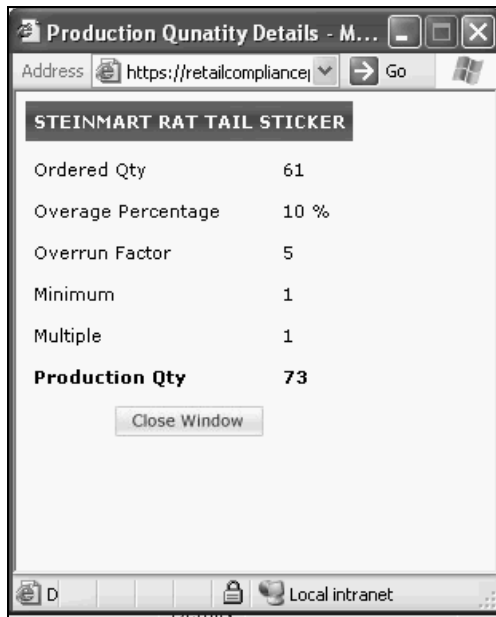 Production Qunatity Details - M...
Address https://retailcompliance Go
STEINMART RAT TAIL STICKER
Ordered Qty 61
Overage Percentage 10 %
Overrun Factor 5
Minimum 1
Multiple 1
Production Qty 73
Close Window
D Local intranet